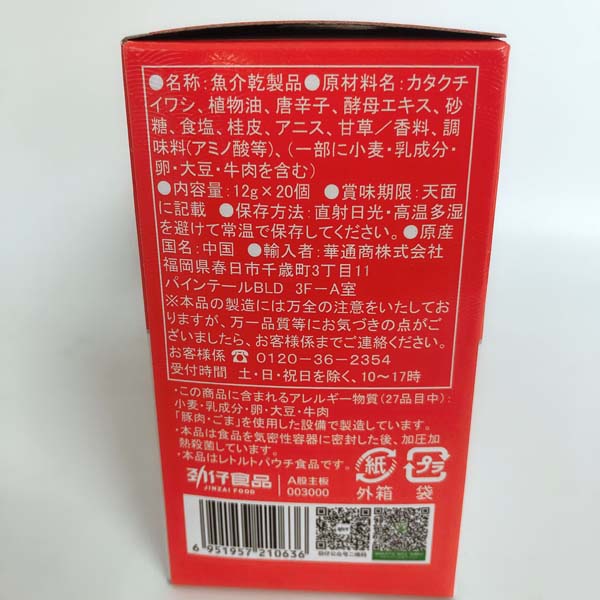 ●名称:魚介乾製品●原材料名:カタクチ
イワシ、植物油、唐辛子、酵母エキス、砂
糖、食塩、桂皮、アニス、甘草／香料、調
味料(アミノ酸等)、(一部に小麦・乳成分・
卵・大豆・牛肉を含む)
●内容量:12g×20個 ●賞味期限:天面
に記載 ●保存方法:直射日光・高温多湿
を避けて常温で保存してください。●原産
国名:中国 ●輸入者:華通商株式会社
福岡県春日市千歳町3丁目11
パインテールBLD 3F-A室
※本品の製造には万全の注意をいたしてお
りますが、万一品質等にお気づきの点がご
ざいましたら、お客様係までご連絡ください。
お客様係 ☎ 0120-36-2354
受付時間 土・日・祝日を除く、10～17時
・この商品に含まれるアレルギー物質(27品目中):
小麦・乳成分・卵・大豆・牛肉
「豚肉・ごま」を使用した設備で製造しています。
・本品は食品を気密性容器に密封した後、加圧加
熱殺菌しています。
・本品はレトルトパウチ食品です。
紙 プラ
外箱 袋
劲仔食品 A股主板
JINZAI FOOD 003000
6 951957 210636